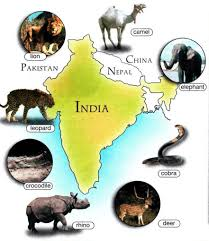 camel
lion
CHINA
PAKISTAN
NEPAL
elephant
INDIA
leopard
cobra
crocodile
deer
rhino